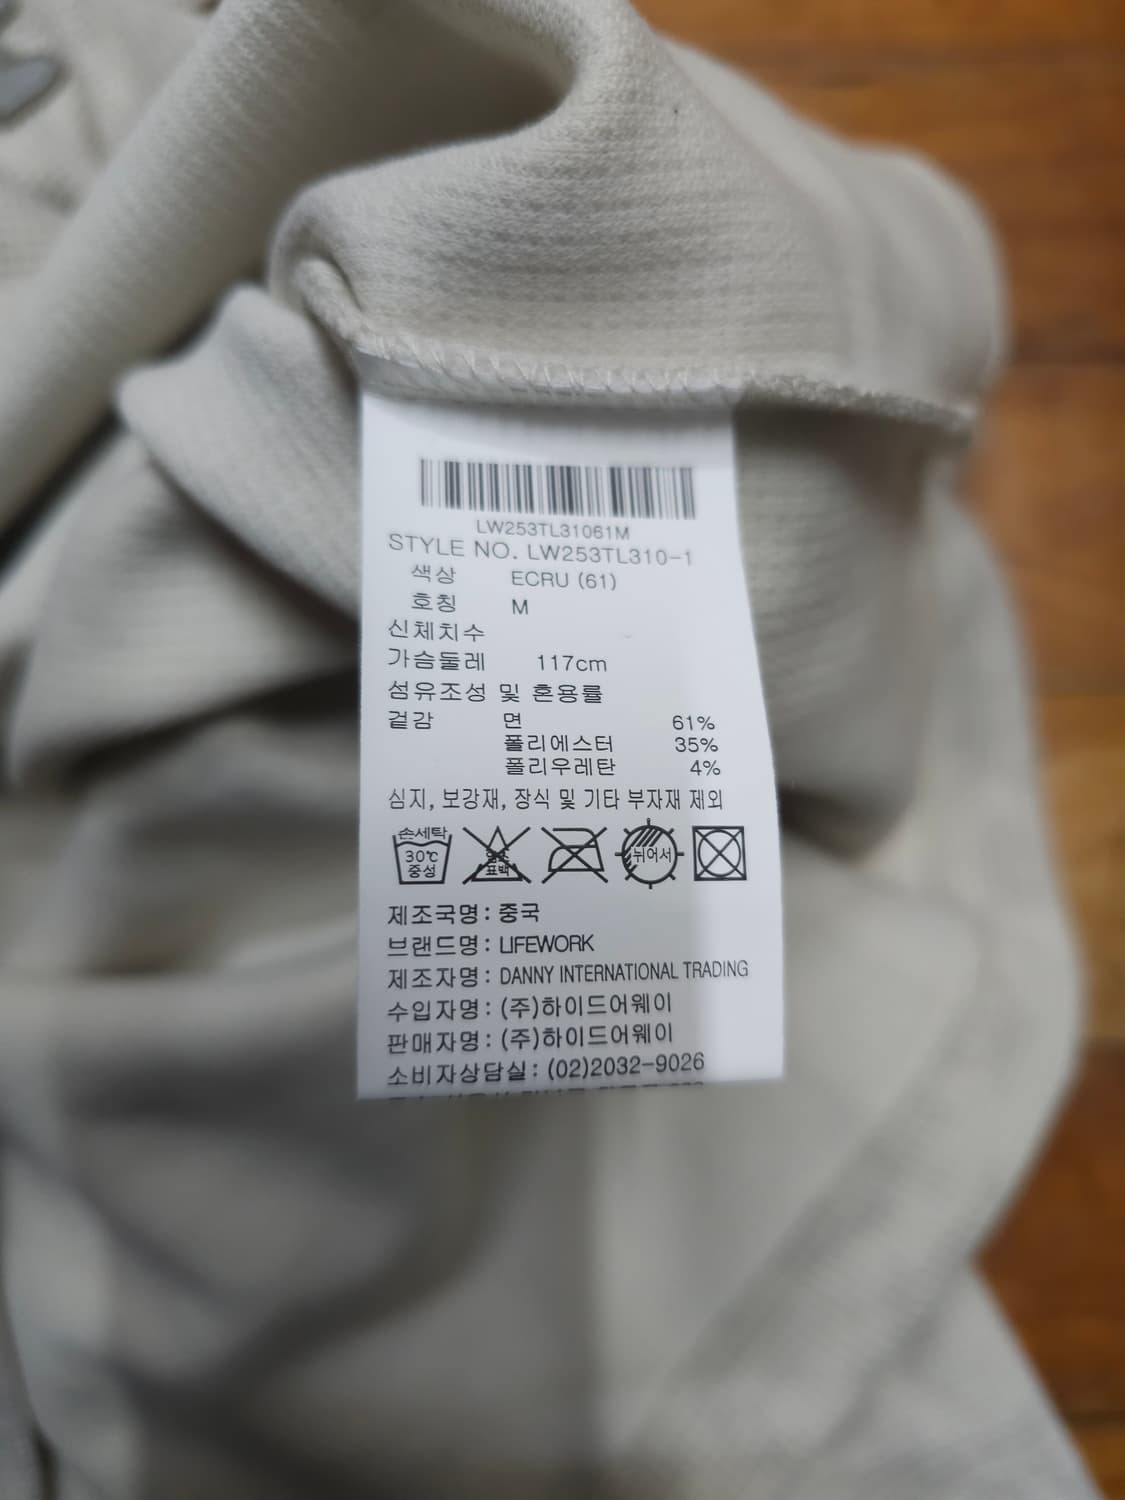 LW253TL31061M
STYLE NO. LW253TL310-1
색상 ECRU (61)
호칭 M
신체치수
가슴둘레 117cm
섬유조성 및 혼용률
겉감 면 61%
폴리에스터 35%
폴리우레탄 4%
심지, 보강재, 장식 및 기타 부자재 제외
손세탁
30℃ 뉘어서
중성 표백
제조국명: 중국
브랜드명: LIFEWORK
제조자명: DANNY INTERNATIONAL TRADING
수입자명: (주)하이드어웨이
판매자명: (주)하이드어웨이
소비자상담실: (02)2032-9026